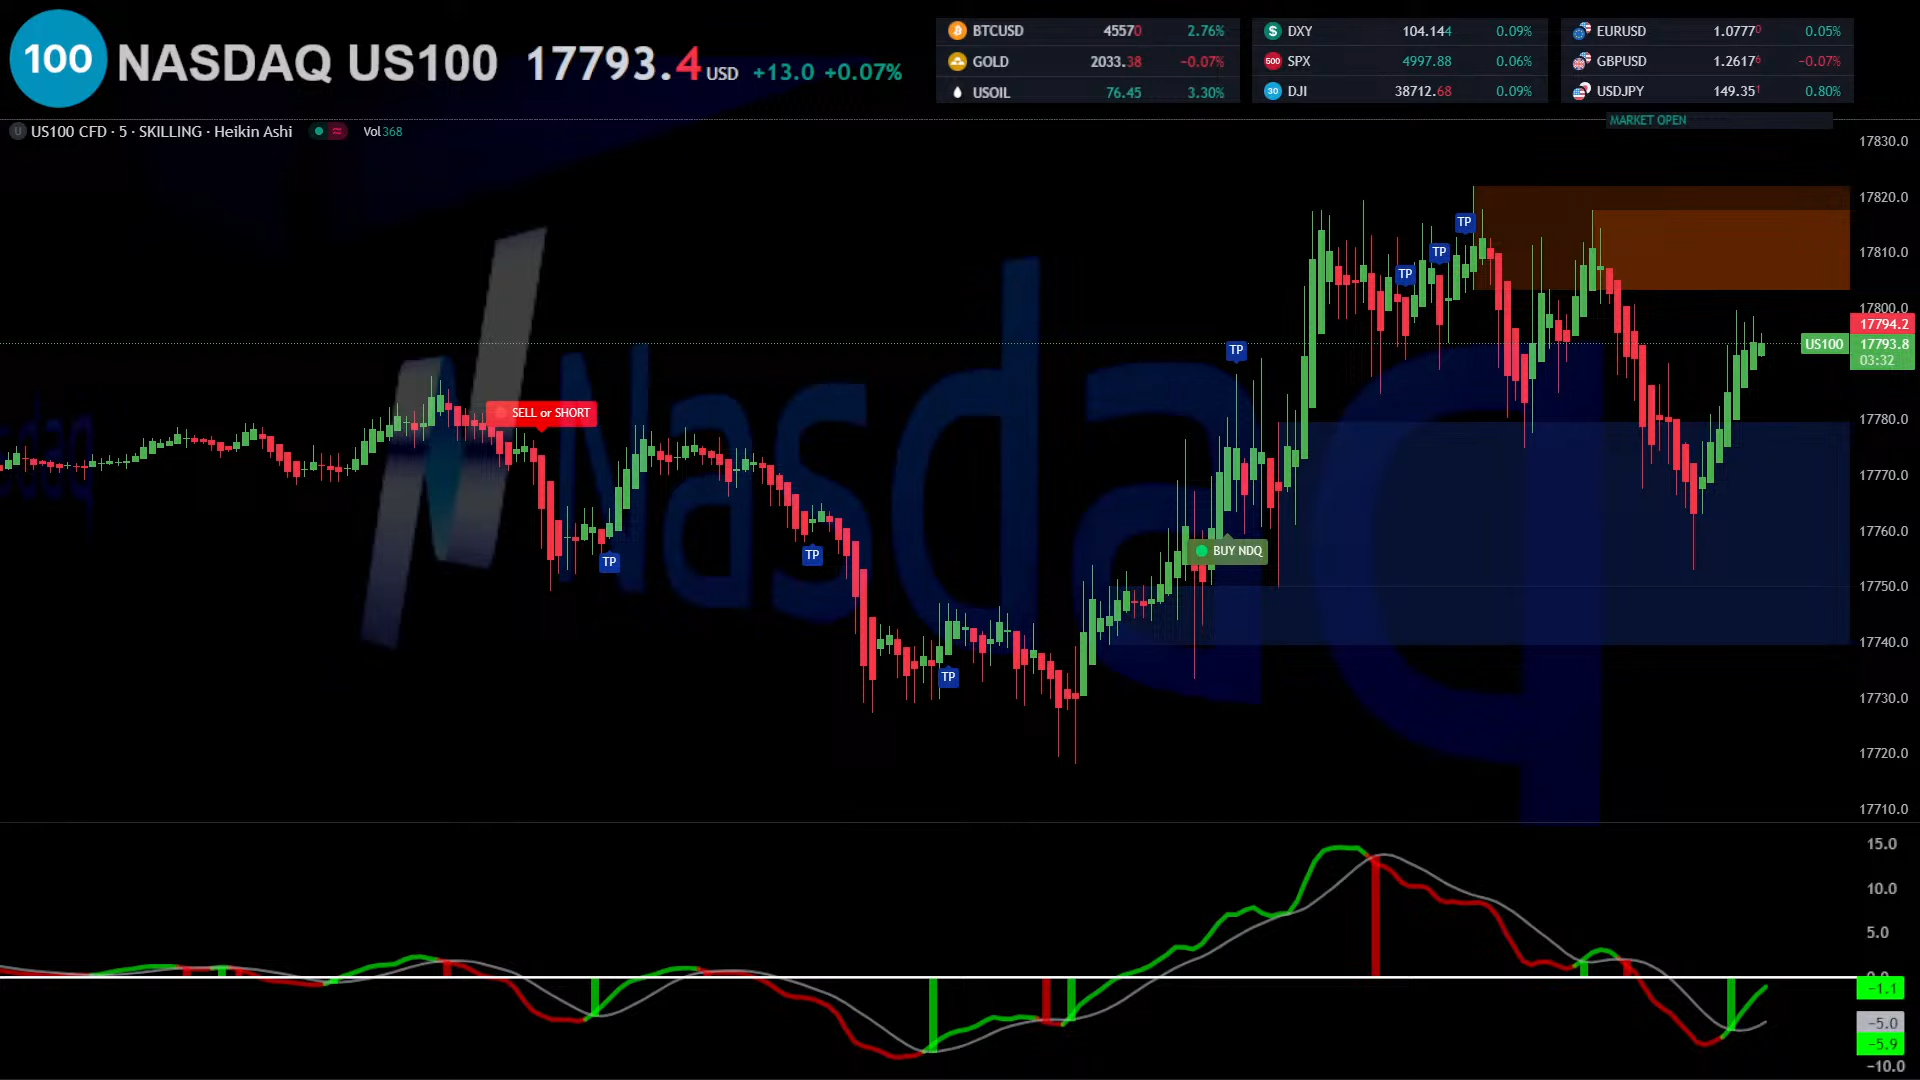 100 NASDAQ US100 17793.4 USD +13.0 +0.07%
BTCUSD 45570 2.76%
GOLD 2033.38 −0.07%
USOIL 76.45 3.30%
DXY 104.144 0.09%
500 SPX 4997.88 0.06%
30 DJI 38712.68 0.09%
EURUSD 1.07770 0.05%
GBPUSD 1.26176 −0.07%
USDJPY 149.351 0.80%
MARKET OPEN
U US100 CFD · 5 · SKILLING · Heikin Ashi Vol 368
17830.0
17820.0
17810.0
17800.0
17794.2
US100 17793.8
03:32
17780.0
17770.0
17760.0
17750.0
17740.0
17730.0
17720.0
17710.0
TP
TP
TP
TP
SELL or SHORT
TP
TP
BUY NDQ
TP
Nasdaq
15.0
10.0
5.0
0.0
−1.1
−5.0
−5.9
−10.0